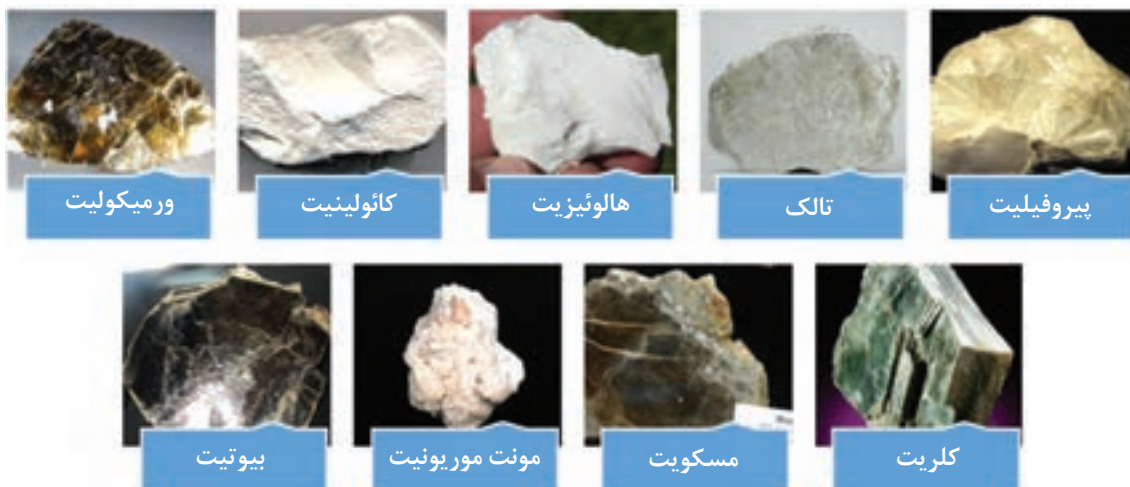 پیروفیلیت
تالک
هالوئیزیت
کائولینیت
ورمیکولیت
کلریت
مسکویت
مونت موریونیت
بیوتیت